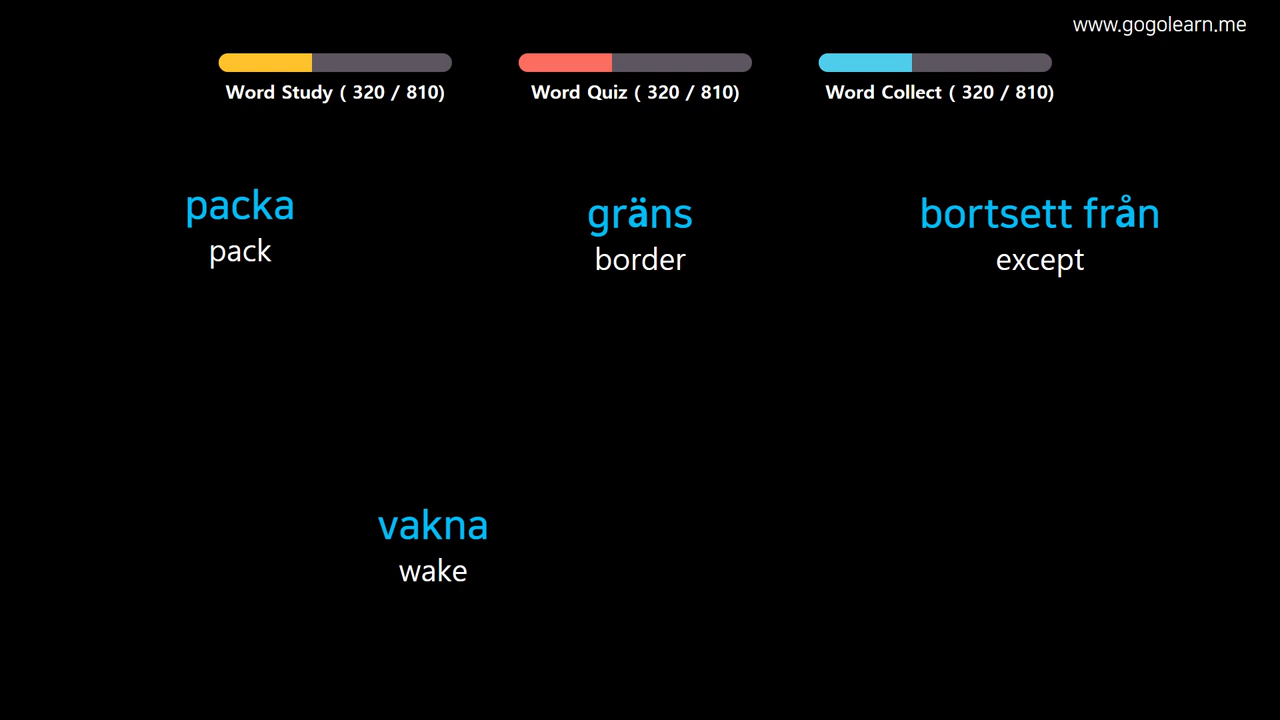 www.gogolearn.me
Word Study ( 320 / 810)
Word Quiz ( 320 / 810)
Word Collect ( 320 / 810)
packa
pack
gräns
border
bortsett från
except
vakna
wake